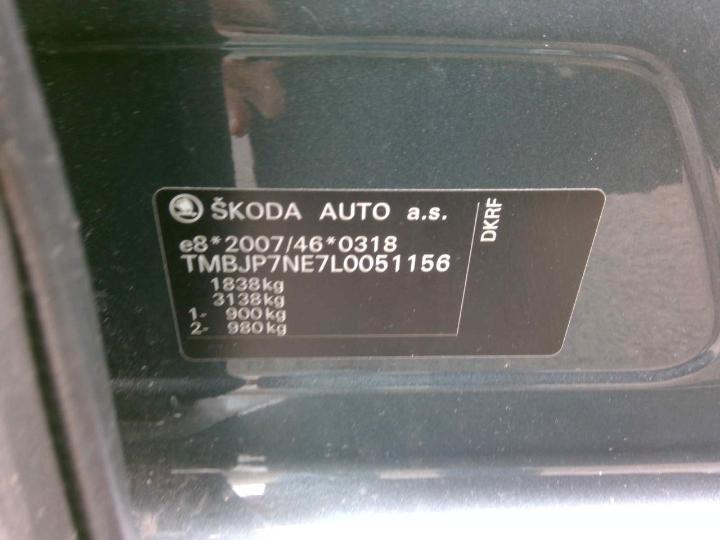 ŠKODA AUTO a.s.
e8*2007/46*0318
TMBJP7NE7L0051156
1838kg
3138kg
1- 900kg
2- 980kg
DKRF